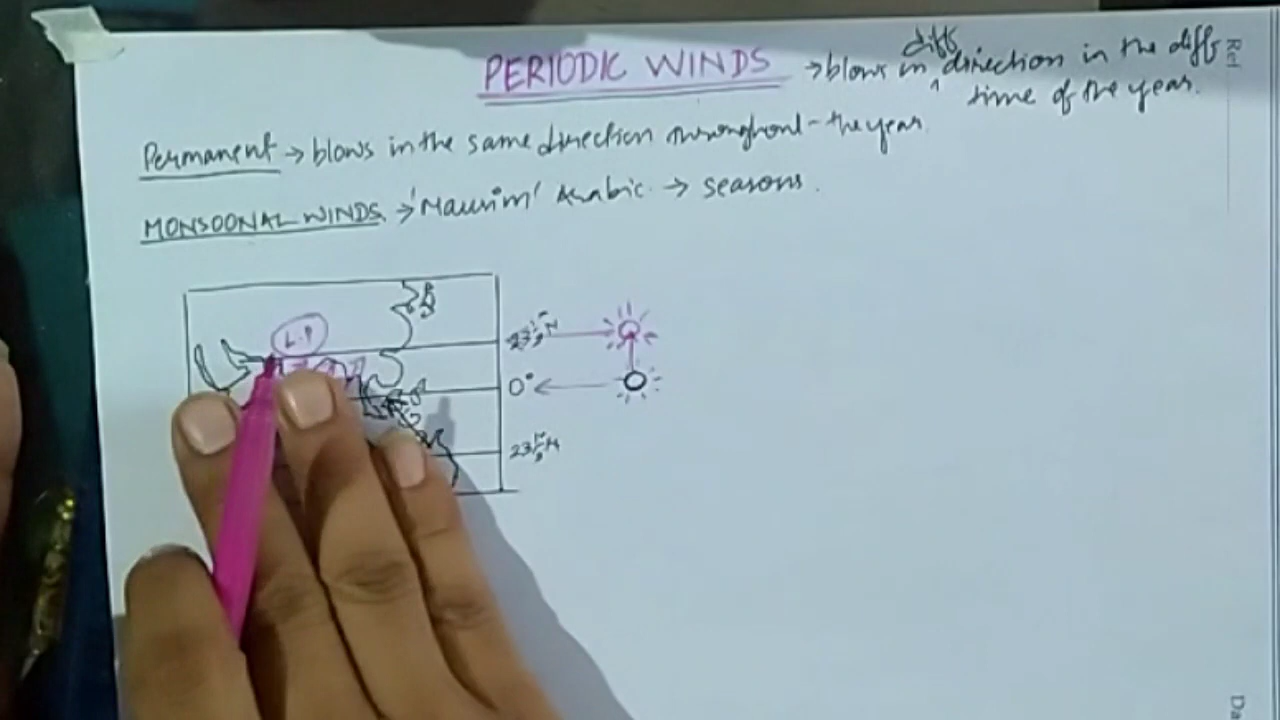 PERIODIC WINDS → blows in diff direction in the diff
time of the year.
Permanent → blows in the same direction throughout the year.
MONSOONAL WINDS → 'Mausim' Arabic → seasons.
L.P
23½°N
0°
23½°N
Da